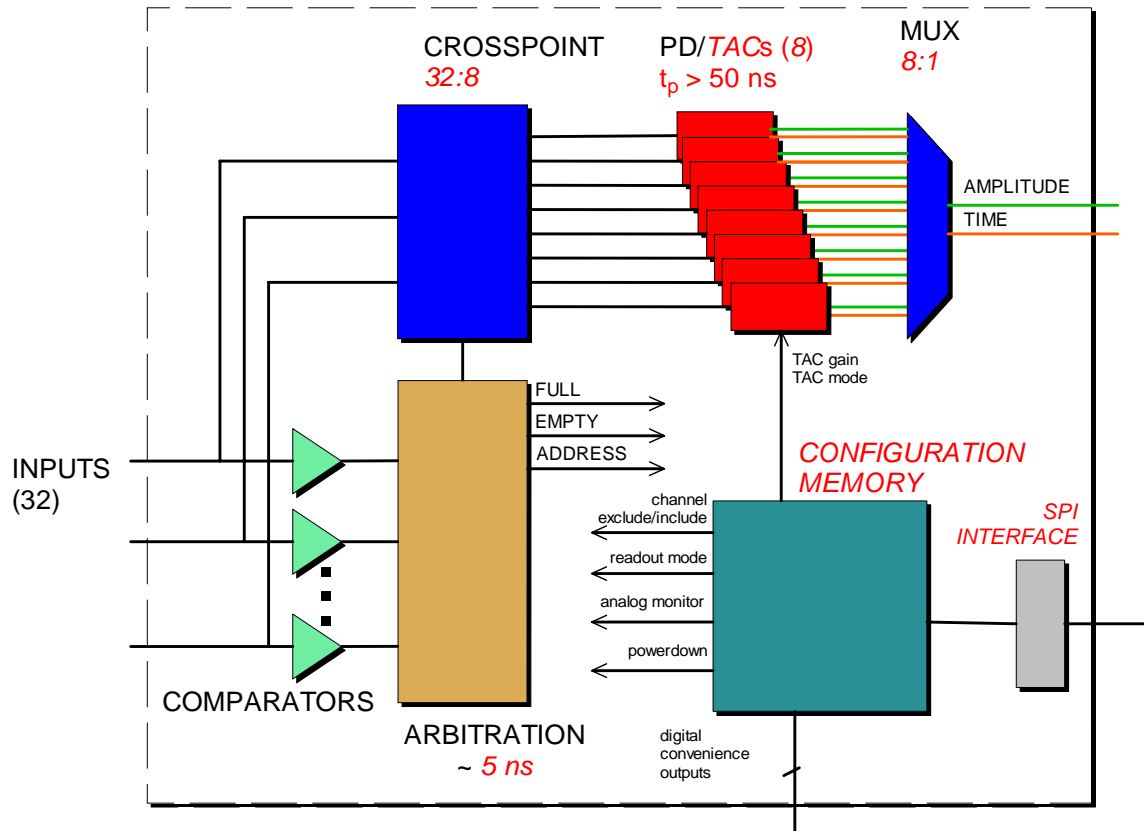 CROSSPOINT
32:8
PD/TACs (8)
tp > 50 ns
MUX
8:1
AMPLITUDE
TIME
TAC gain
TAC mode
FULL
EMPTY
ADDRESS
INPUTS
(32)
CONFIGURATION
MEMORY
channel
exclude/include
readout mode
analog monitor
powerdown
SPI
INTERFACE
COMPARATORS
ARBITRATION
~ 5 ns
digital
convenience
outputs